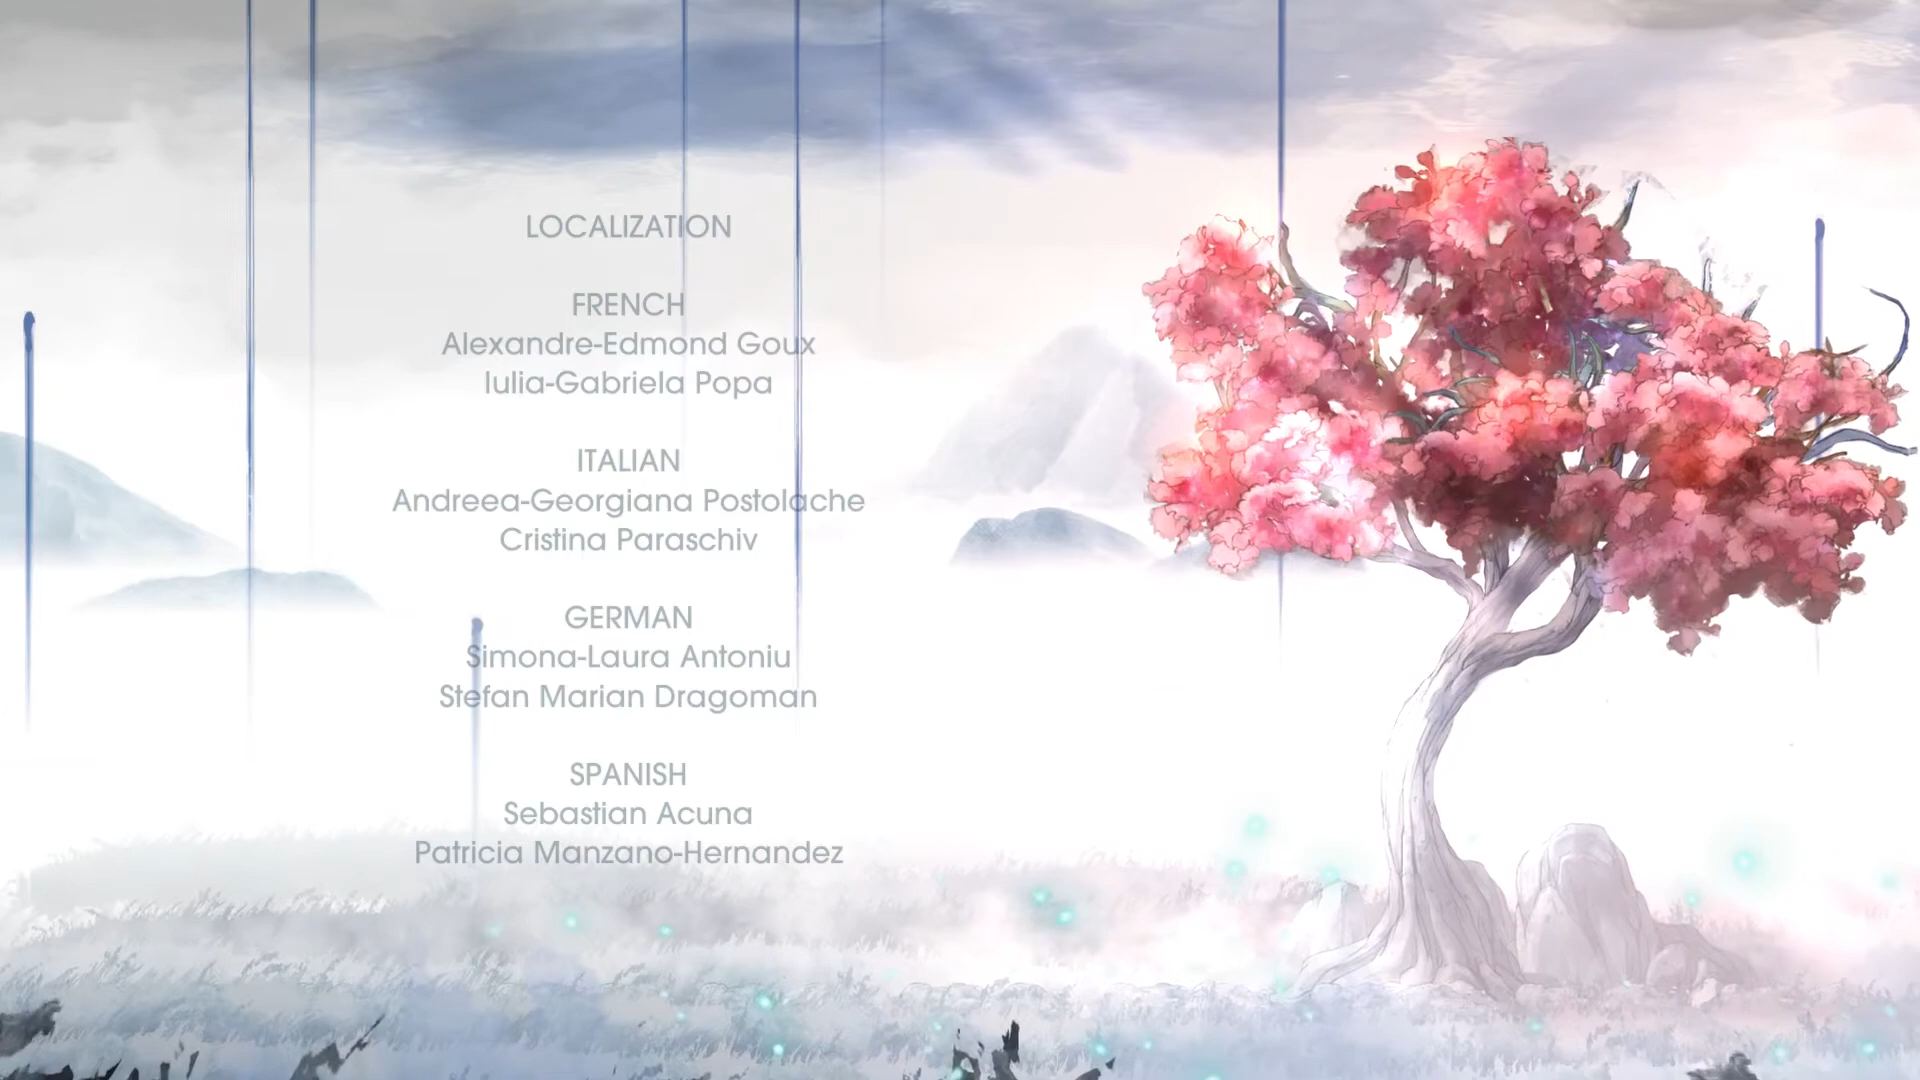 LOCALIZATION
FRENCH
Alexandre-Edmond Goux
Iulia-Gabriela Popa
ITALIAN
Andreea-Georgiana Postolache
Cristina Paraschiv
GERMAN
Simona-Laura Antoniu
Stefan Marian Dragoman
SPANISH
Sebastian Acuna
Patricia Manzano-Hernandez